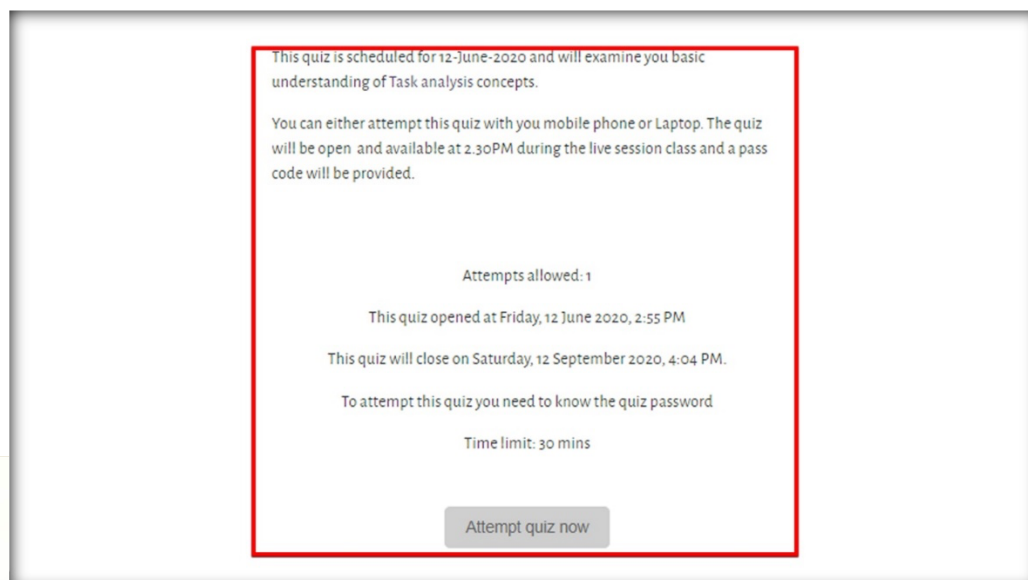 This quiz is scheduled for 12-June-2020 and will examine you basic
understanding of Task analysis concepts.
You can either attempt this quiz with you mobile phone or Laptop. The quiz
will be open and available at 2.30PM during the live session class and a pass
code will be provided.
Attempts allowed: 1
This quiz opened at Friday, 12 June 2020, 2:55 PM
This quiz will close on Saturday, 12 September 2020, 4:04 PM.
To attempt this quiz you need to know the quiz password
Time limit: 30 mins
Attempt quiz now